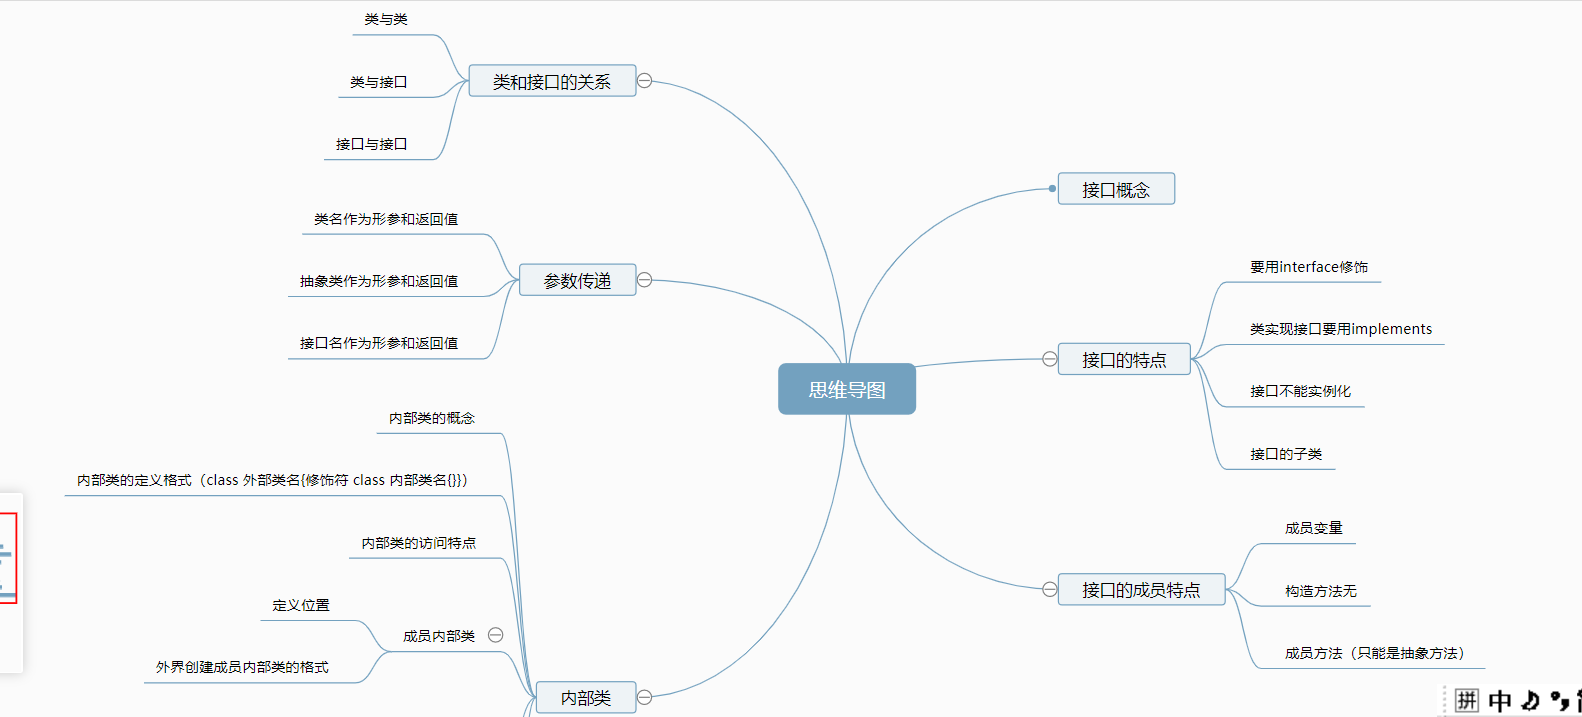 类与类
类和接口的关系
类与接口
接口与接口
接口概念
类名作为形参和返回值
参数传递
抽象类作为形参和返回值
接口名作为形参和返回值
要用interface修饰
类实现接口要用implements
接口的特点
接口不能实例化
接口的子类
思维导图
内部类的概念
内部类的定义格式（class 外部类名{修饰符 class 内部类名{}}）
内部类的访问特点
定义位置
成员内部类
外界创建成员内部类的格式
内部类
成员变量
接口的成员特点
构造方法无
成员方法（只能是抽象方法）
拼 中